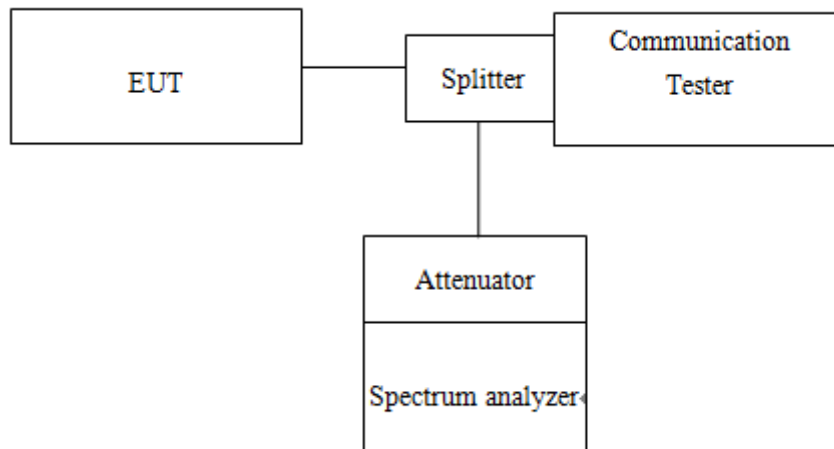 EUT
Splitter
Communication
Tester
Attenuator
Spectrum analyzer